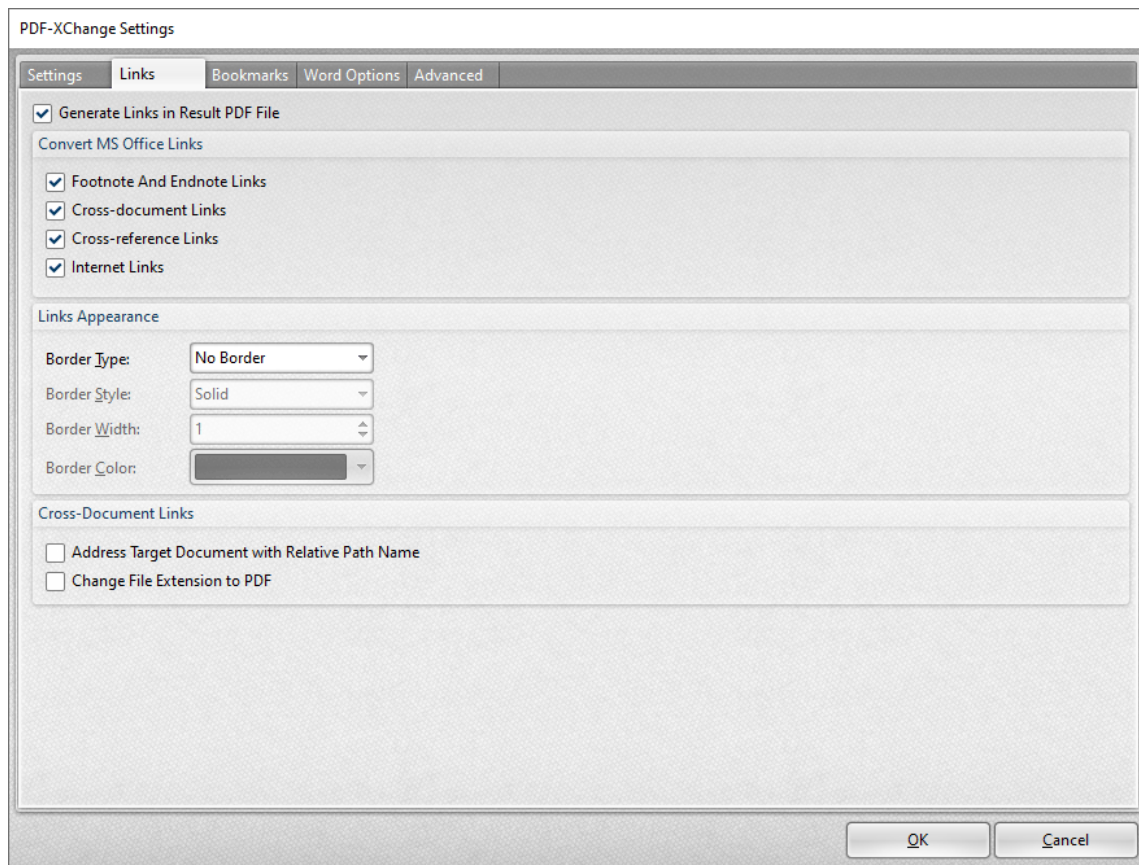 PDF-XChange Settings
Settings Links Bookmarks Word Options Advanced
Generate Links in Result PDF File
Convert MS Office Links
Footnote And Endnote Links
Cross-document Links
Cross-reference Links
Internet Links
Links Appearance
Border Type: No Border
Border Style: Solid
Border Width: 1
Border Color:
Cross-Document Links
Address Target Document with Relative Path Name
Change File Extension to PDF
OK Cancel